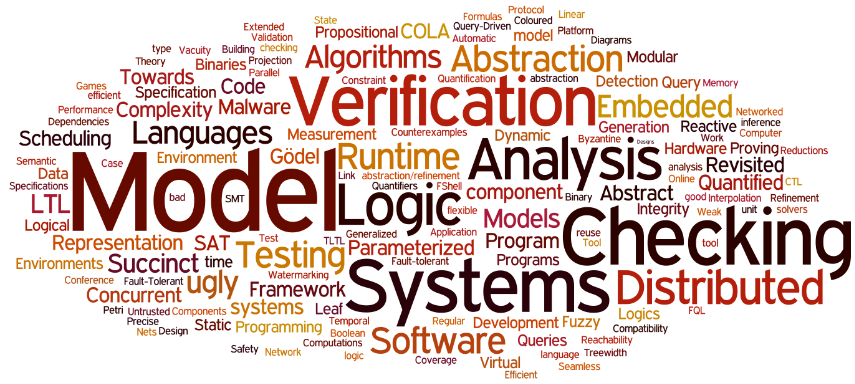 State
Protocol
Linear
Extended
Propositional
COLA
Query-Driven
Formulas
Coloured
Validation
checking
Automatic
model
Platform
Diagrams
type
Vacuity
Building
Theory
Binaries
Projection
Parallel
Algorithms
Abstraction
Modular
Towards
Games
efficient
Specification
Code
Constraint
Quantification
abstraction
Detection
Query
Memory
Performance
Dependencies
Complexity
Malware
Verification
Embedded
Networked
Scheduling
Languages
Measurement
Counterexamples
Dynamic
Byzantine
Generation
Reactive
inference
Computer
Work
Designs
Semantic
Case
Environment
Gödel
Runtime
Analysis
Hardware
Proving
Reductions
Data
Specifications
Link
abstraction/refinement
analysis
Revisited
Online
Quantified
CTL
LTL
Logical
Model
bad
SMT
Quantifiers
FShell
component
Binary
Abstract
good
Interpolation
Refinement
Logic
flexible
Models
Integrity
Weak
unit
solvers
Representation
SAT
Test
TLTL
Generalized
Application
Parameterized
Program
reuse
Tool
Checking
tool
Environments
Succinct
time
Testing
Fault-tolerant
Programs
Conference
Fault-Tolerant
Watermarking
ugly
Framework
Systems
Distributed
Concurrent
Petri
Untrusted
Components
systems
Leaf
FQL
Precise
Nets
Design
Static
Programming
Temporal
Boolean
Regular
Development
Fuzzy
Logics
Compatibility
Computations
Software
Queries
Reachability
Safety
Network
logic
Coverage
Virtual
language
Treewidth
Efficient
Seamless